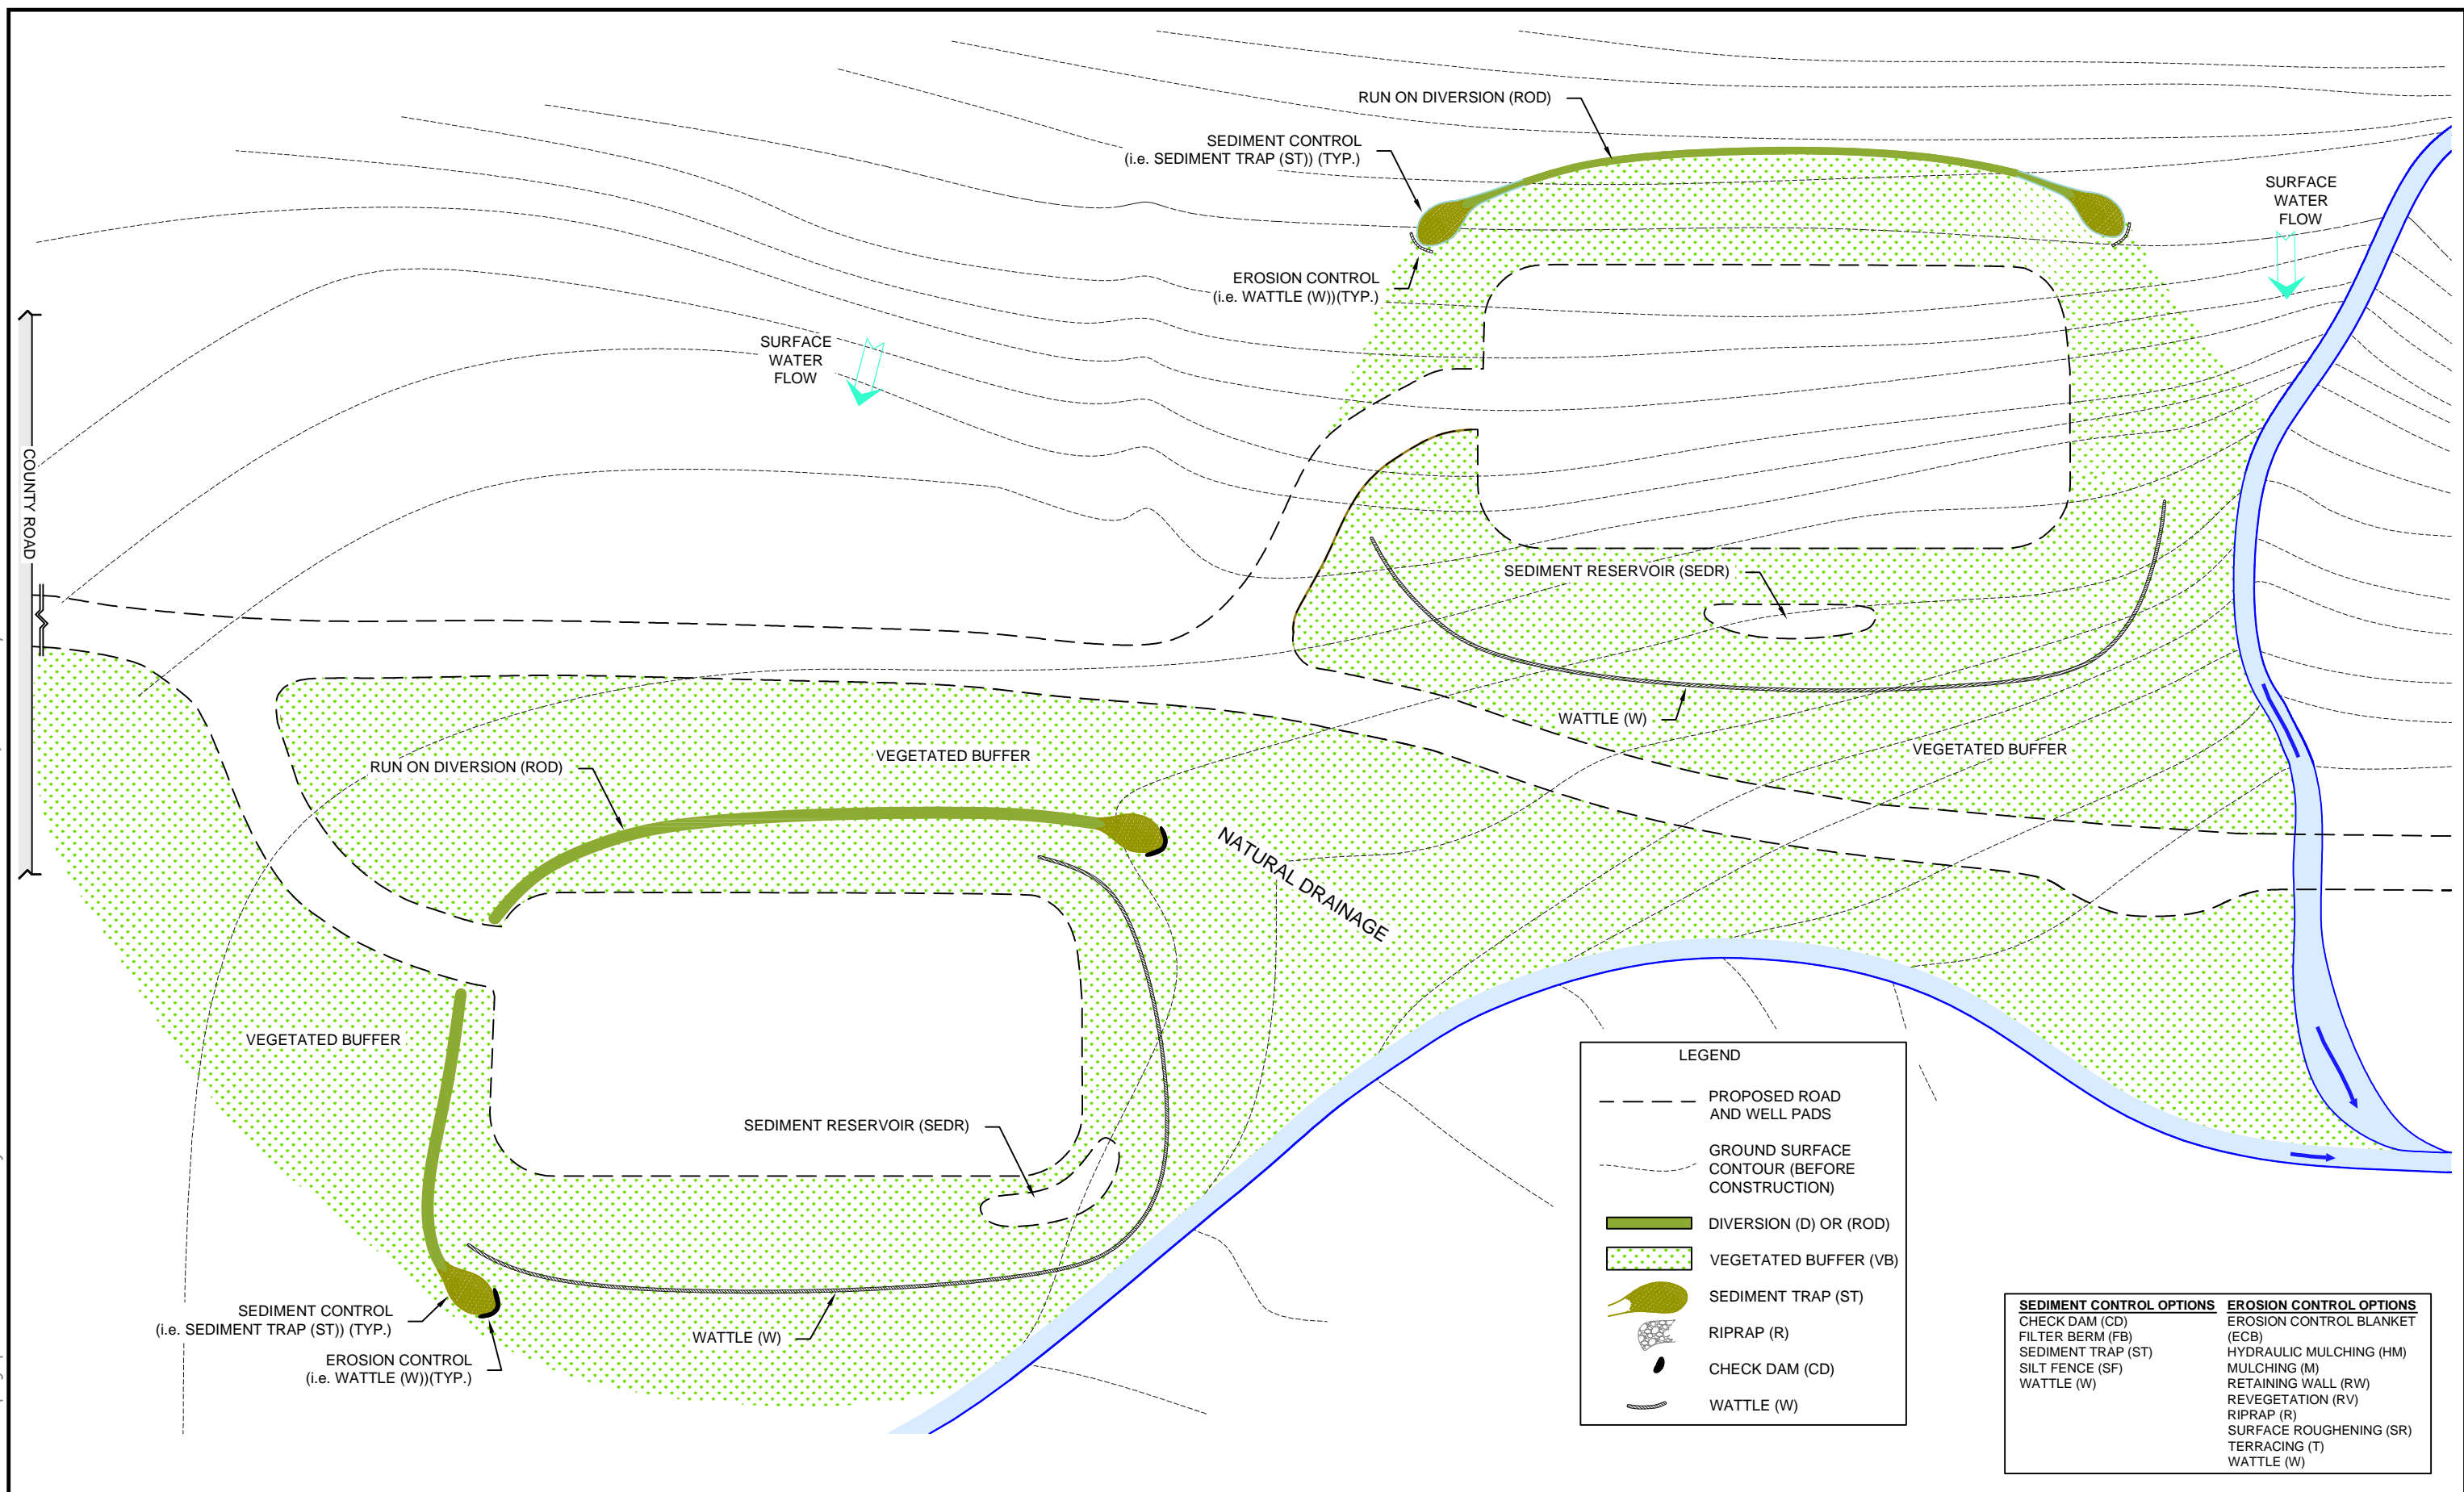 RUN ON DIVERSION (ROD)
SEDIMENT CONTROL
(i.e. SEDIMENT TRAP (ST)) (TYP.)
SURFACE
WATER
FLOW
EROSION CONTROL
(i.e. WATTLE (W))(TYP.)
SURFACE
WATER
FLOW
COUNTY ROAD
SEDIMENT RESERVOIR (SEDR)
WATTLE (W)
VEGETATED BUFFER
VEGETATED BUFFER
RUN ON DIVERSION (ROD)
NATURAL DRAINAGE
VEGETATED BUFFER
SEDIMENT RESERVOIR (SEDR)
SEDIMENT CONTROL
(i.e. SEDIMENT TRAP (ST)) (TYP.)
WATTLE (W)
EROSION CONTROL
(i.e. WATTLE (W))(TYP.)
LEGEND
PROPOSED ROAD
AND WELL PADS
GROUND SURFACE
CONTOUR (BEFORE
CONSTRUCTION)
DIVERSION (D) OR (ROD)
VEGETATED BUFFER (VB)
SEDIMENT TRAP (ST)
RIPRAP (R)
CHECK DAM (CD)
WATTLE (W)
SEDIMENT CONTROL OPTIONS
CHECK DAM (CD)
FILTER BERM (FB)
SEDIMENT TRAP (ST)
SILT FENCE (SF)
WATTLE (W)
EROSION CONTROL OPTIONS
EROSION CONTROL BLANKET
(ECB)
HYDRAULIC MULCHING (HM)
MULCHING (M)
RETAINING WALL (RW)
REVEGETATION (RV)
RIPRAP (R)
SURFACE ROUGHENING (SR)
TERRACING (T)
WATTLE (W)